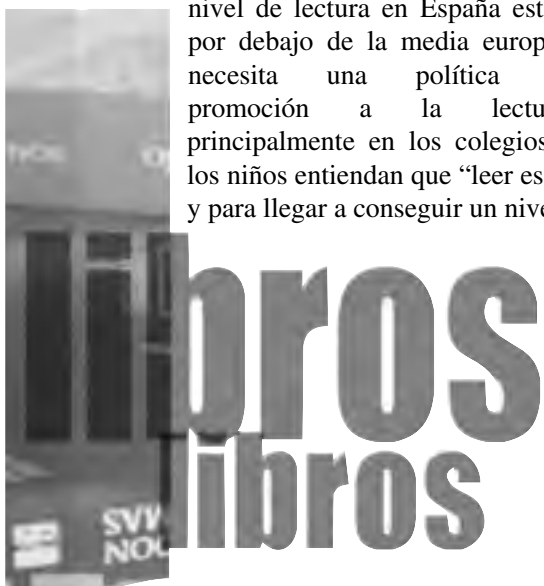 nivel de lectura en España est
por debajo de la media europ
necesita una política
promoción a la lectu
principalmente en los colegios
los niños entiendan que “leer es
y para llegar a conseguir un nive
bros
libros